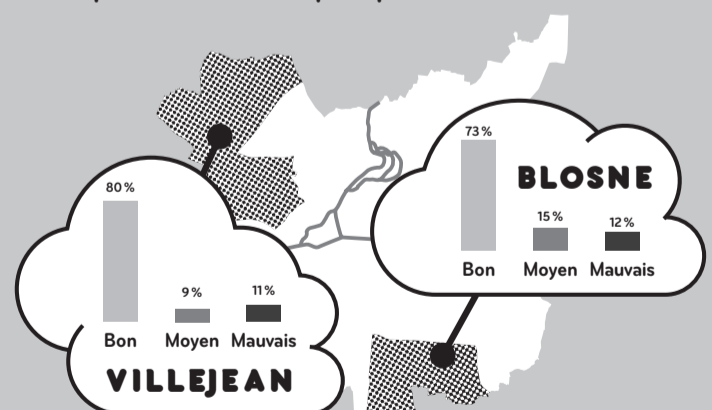 73 %
BLOSNE
15 %
12 %
Bon Moyen Mauvais
80 %
9 %
11 %
Bon Moyen Mauvais
VILLEJEAN